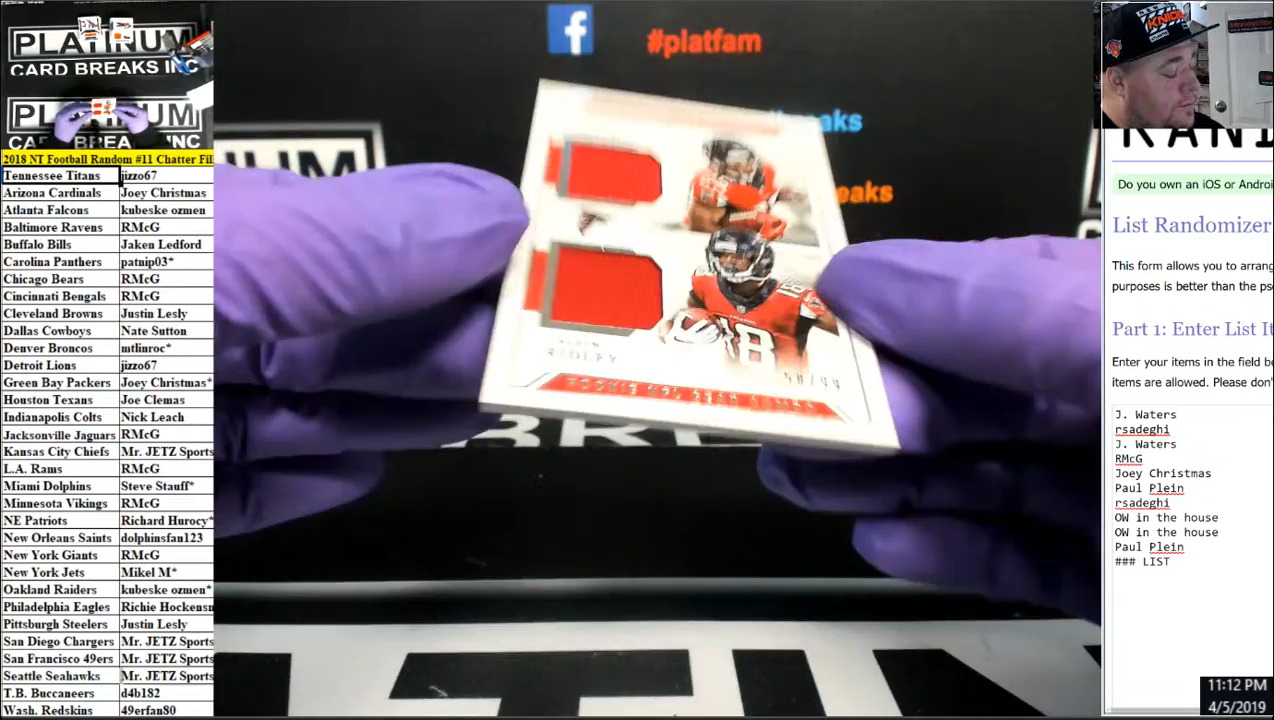 PLATINUM
CARD BREAKS INC
PLATINUM
2018 NT Football Random #11 Chatter Fil
Tennessee Titans jizzo67
Arizona Cardinals Joey Christmas
Atlanta Falcons kubeske ozmen
Baltimore Ravens RMcG
Buffalo Bills Jaken Ledford
Carolina Panthers patnip03*
Chicago Bears RMcG
Cincinnati Bengals RMcG
Cleveland Browns Justin Lesly
Dallas Cowboys Nate Sutton
Denver Broncos mtlinroc*
Detroit Lions jizzo67
Green Bay Packers Joey Christmas*
Houston Texans Joe Clemas
Indianapolis Colts Nick Leach
Jacksonville Jaguars RMcG
Kansas City Chiefs Mr. JETZ Sports
L.A. Rams RMcG
Miami Dolphins Steve Stauff*
Minnesota Vikings RMcG
NE Patriots Richard Hurocy*
New Orleans Saints dolphinsfan123
New York Giants RMcG
New York Jets Mikel M*
Oakland Raiders kubeske ozmen*
Philadelphia Eagles Richie Hockensn
Pittsburgh Steelers Justin Lesly
San Diego Chargers Mr. JETZ Sports
San Francisco 49ers Mr. JETZ Sports
Seattle Seahawks Mr. JETZ Sports
T.B. Buccaneers d4b182
Wash. Redskins 49erfan80
f
#platfam
RIDLEY
18
58/99
KNICK
Do you own an iOS or Androi
List Randomizer
This form allows you to arrang
purposes is better than the ps
Part 1: Enter List It
Enter your items in the field be
items are allowed. Please don'
J. Waters
rsadeghi
J. Waters
RMcG
Joey Christmas
Paul Plein
rsadeghi
OW in the house
OW in the house
Paul Plein
### LIST
11:12 PM
4/5/2019